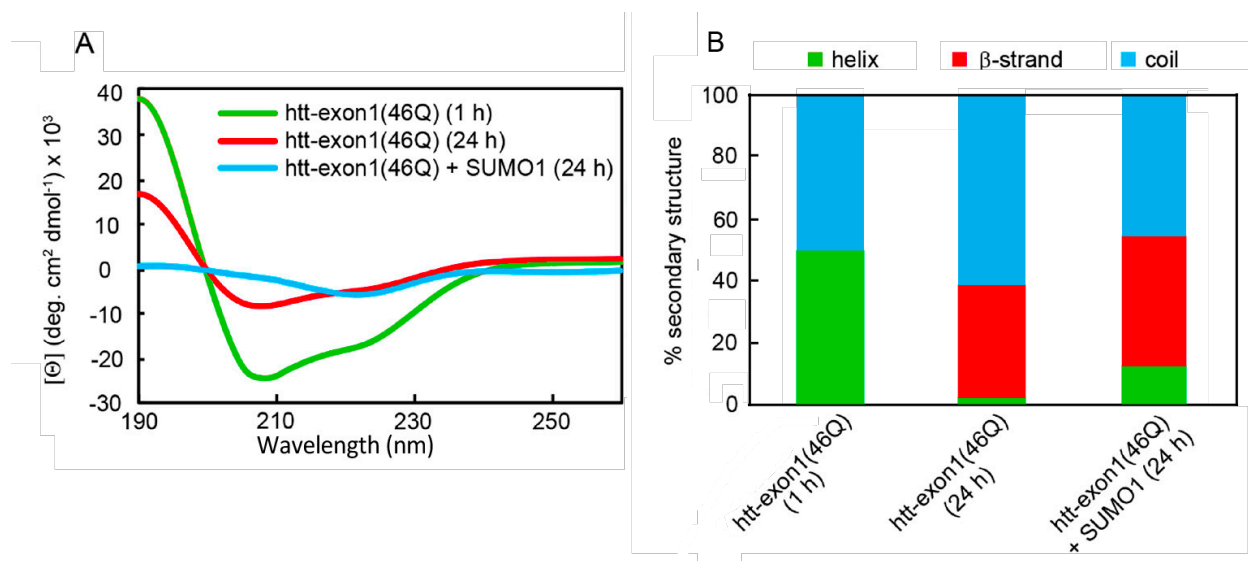 A
[Θ] (deg. cm² dmol⁻¹) x 10³
40
30
20
10
0
-10
-20
-30
htt-exon1(46Q) (1 h)
htt-exon1(46Q) (24 h)
htt-exon1(46Q) + SUMO1 (24 h)
190
210
230
250
Wavelength (nm)
B
helix
β-strand
coil
% secondary structure
100
80
60
40
20
0
htt-exon1(46Q)
(1 h)
htt-exon1(46Q)
(24 h)
htt-exon1(46Q)
+ SUMO1 (24 h)